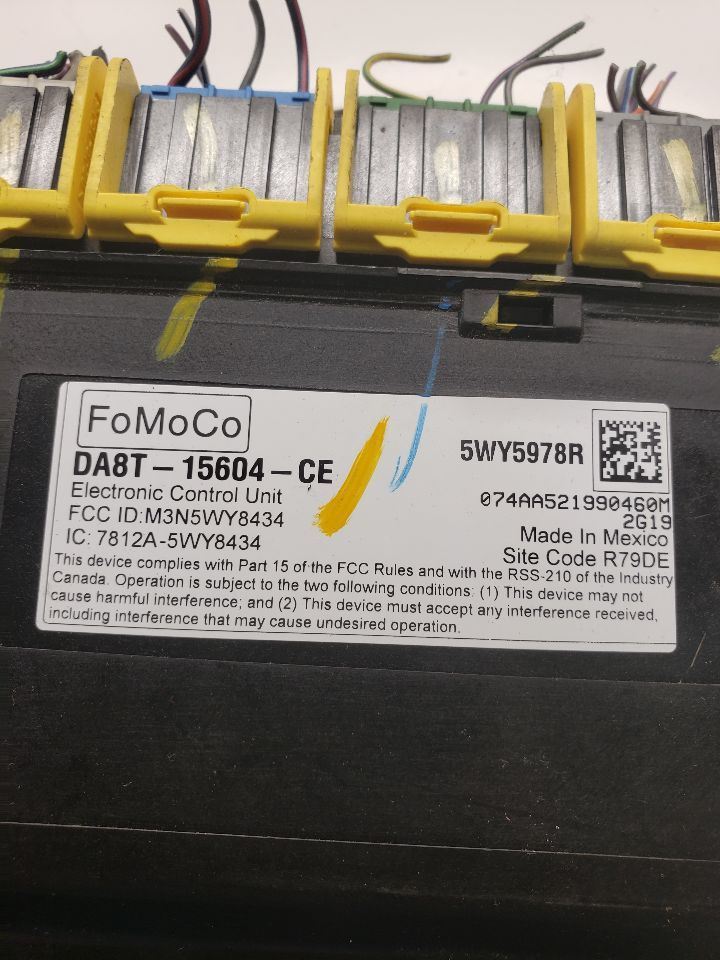 FoMoCo
DA8T-15604-CE
Electronic Control Unit
FCC ID:M3N5WY8434
IC: 7812A-5WY8434
5WY5978R
074AA521990460M
2G19
Made In Mexico
Site Code R79DE
This device complies with Part 15 of the FCC Rules and with the RSS-210 of the Industry
Canada. Operation is subject to the two following conditions: (1) This device may not
cause harmful interference; and (2) This device must accept any interference received,
including interference that may cause undesired operation.